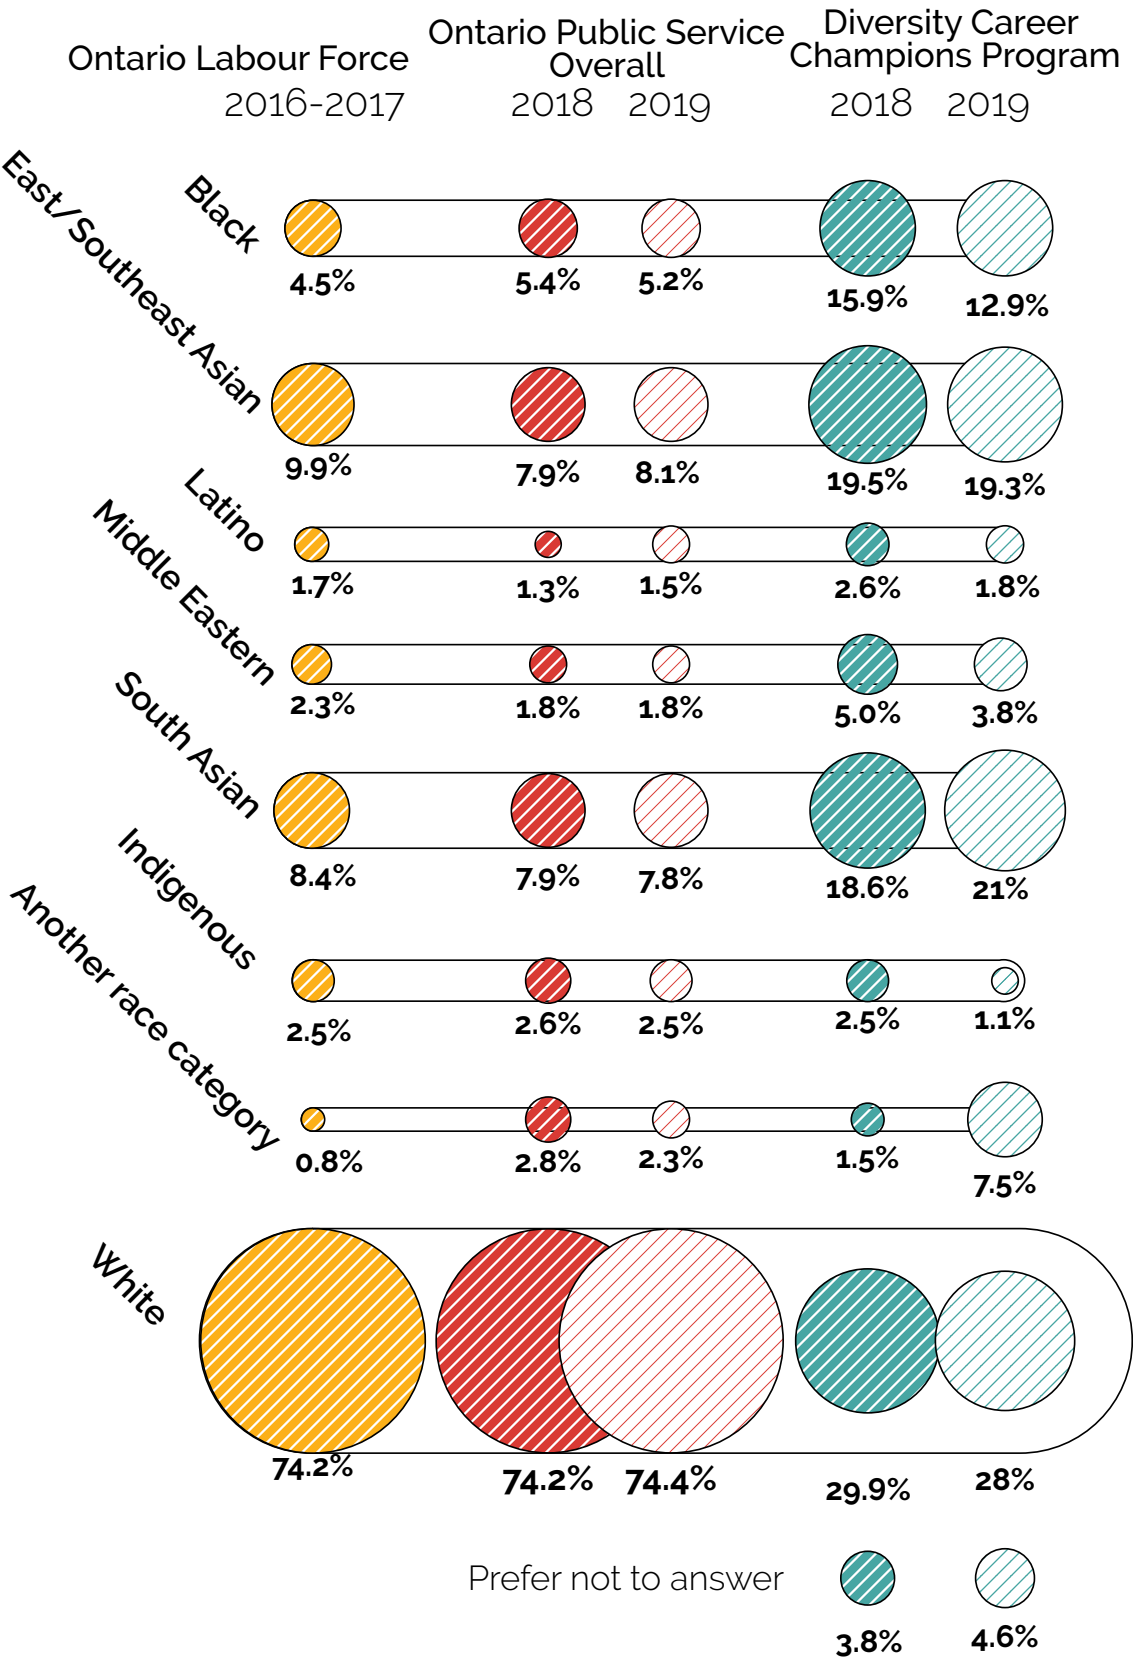 Ontario Labour Force
2016-2017
Ontario Public Service
Overall
2018 2019
Diversity Career
Champions Program
2018 2019
Black
4.5% 5.4% 5.2% 15.9% 12.9%
East/Southeast Asian
9.9% 7.9% 8.1% 19.5% 19.3%
Latino
1.7% 1.3% 1.5% 2.6% 1.8%
Middle Eastern
2.3% 1.8% 1.8% 5.0% 3.8%
South Asian
8.4% 7.9% 7.8% 18.6% 21%
Indigenous
2.5% 2.6% 2.5% 2.5% 1.1%
Another race category
0.8% 2.8% 2.3% 1.5% 7.5%
White
74.2% 74.2% 74.4% 29.9% 28%
Prefer not to answer
3.8% 4.6%